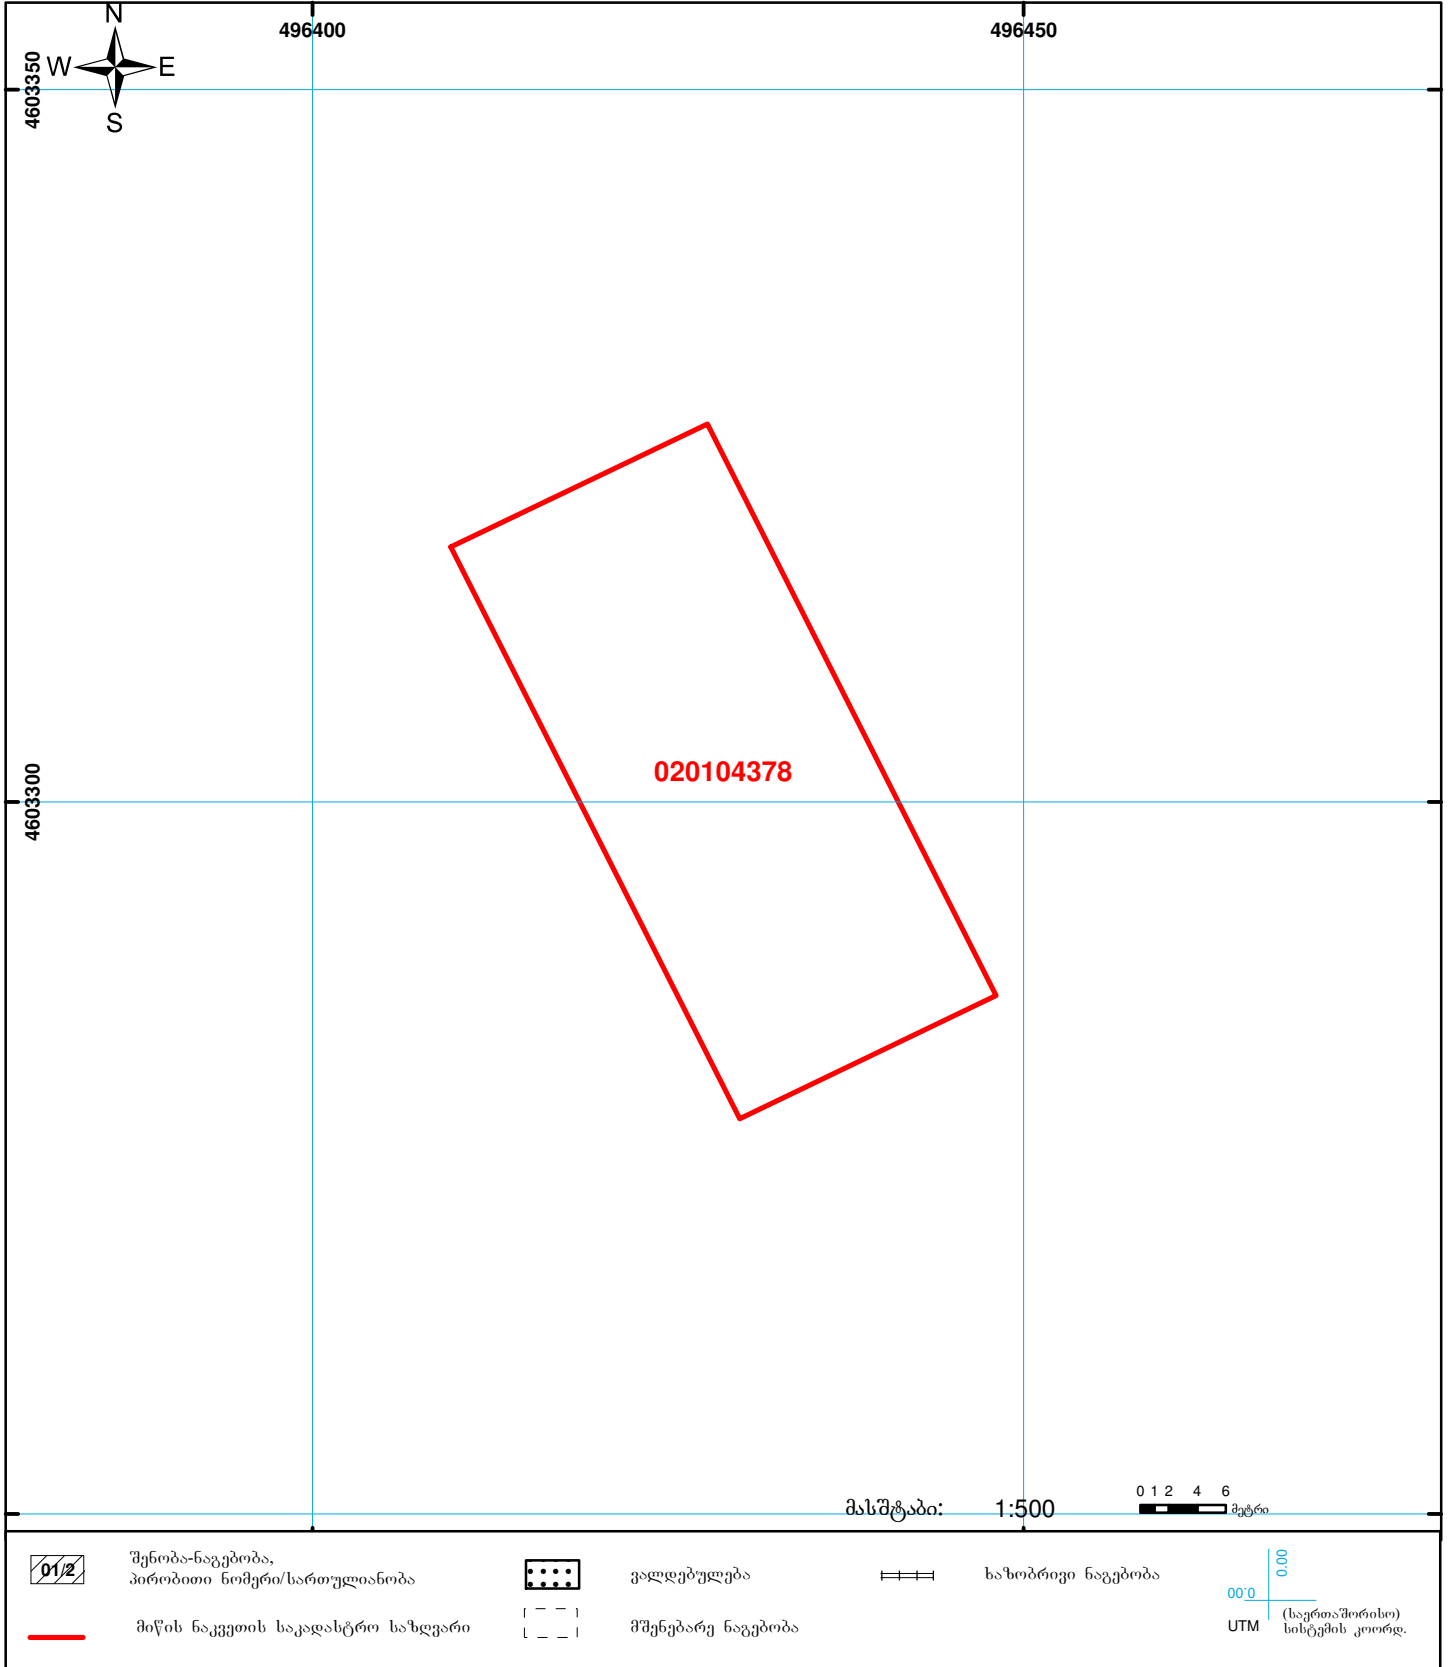 N
496400
496450
W
E
S
4603350
020104378
4603300
მასშტაბი: 1:500
0 1 2 4 6
მეტრი
01/2
შენობა-ნაგებობა,
პირობითი ნომერი/სართულიანობა
ვალდებულება
ხაზობრივი ნაგებობა
00.0
00.0
მიწის ნაკვეთის საკადასტრო საზღვარი
მშენებარე ნაგებობა
UTM
(საერთაშორისო)
სისტემის კოორდ.